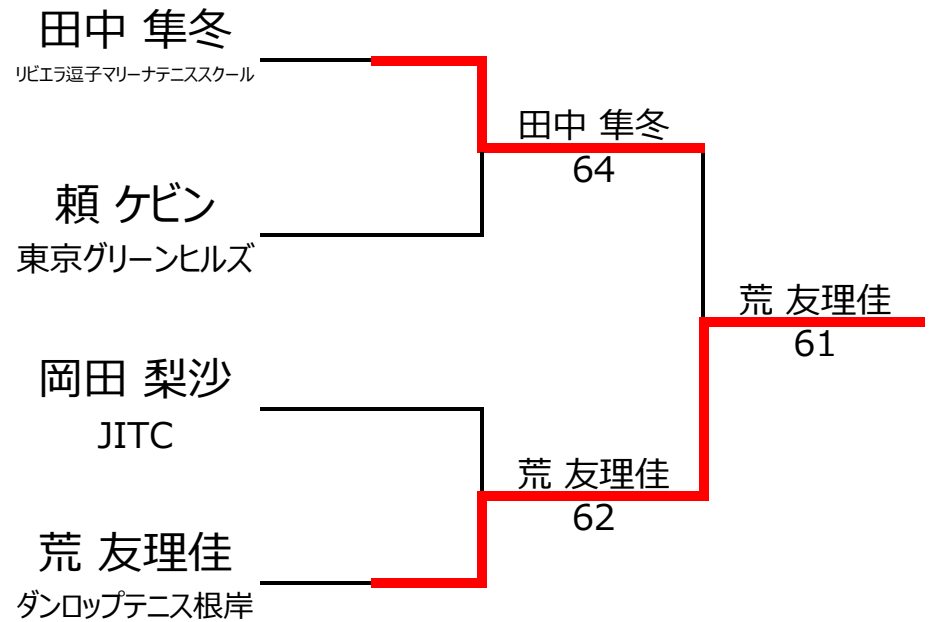 田中 隼冬
リビエラ逗子マリーナテニススクール
田中 隼冬
64
頼 ケビン
東京グリーンヒルズ
荒 友理佳
61
岡田 梨沙
JITC
荒 友理佳
62
荒 友理佳
ダンロップテニス根岸